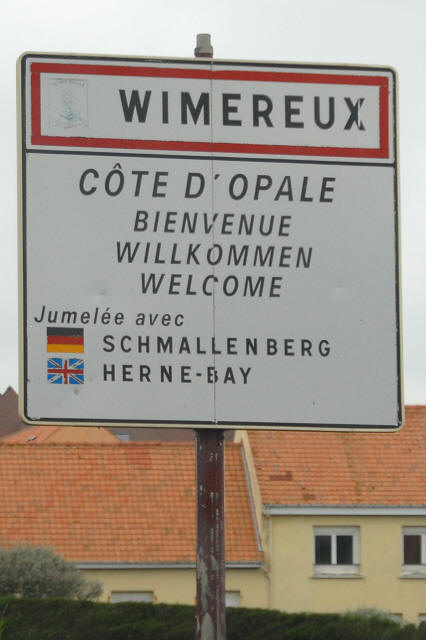 WIMEREUX
CÔTE D'OPALE
BIENVENUE
WILLKOMMEN
WELCOME
Jumelée avec
SCHMALLENBERG
HERNE-BAY